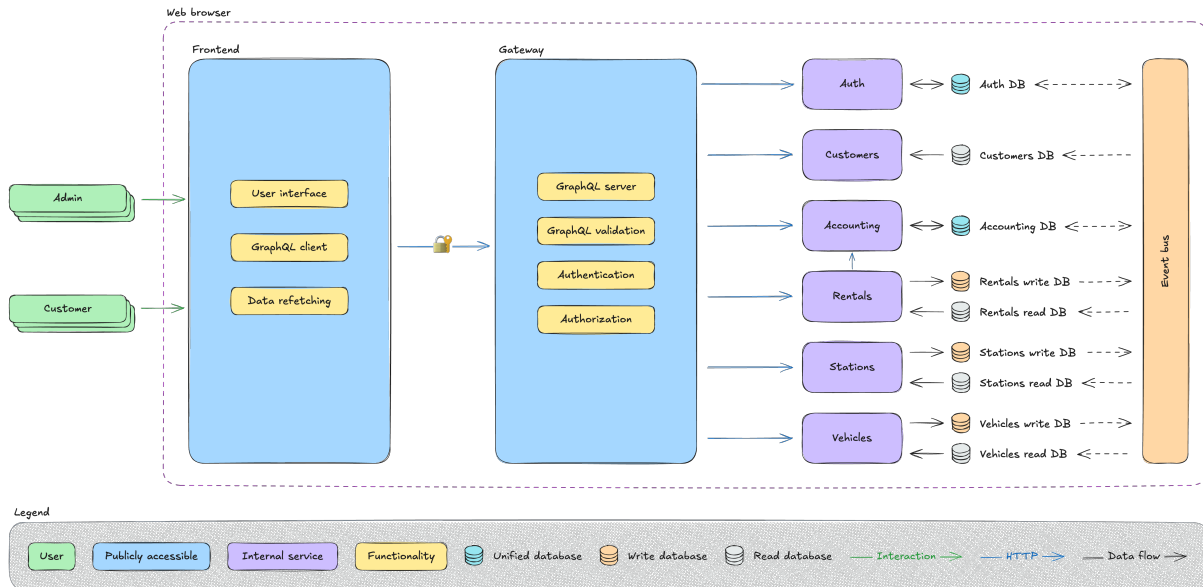 Web browser
Frontend
Gateway
Admin
Customer
User interface
GraphQL client
Data refetching
GraphQL server
GraphQL validation
Authentication
Authorization
Auth
Customers
Accounting
Rentals
Stations
Vehicles
Auth DB
Customers DB
Accounting DB
Rentals write DB
Rentals read DB
Stations write DB
Stations read DB
Vehicles write DB
Vehicles read DB
Event bus
Legend
User
Publicly accessible
Internal service
Functionality
Unified database
Write database
Read database
Interaction
HTTP
Data flow